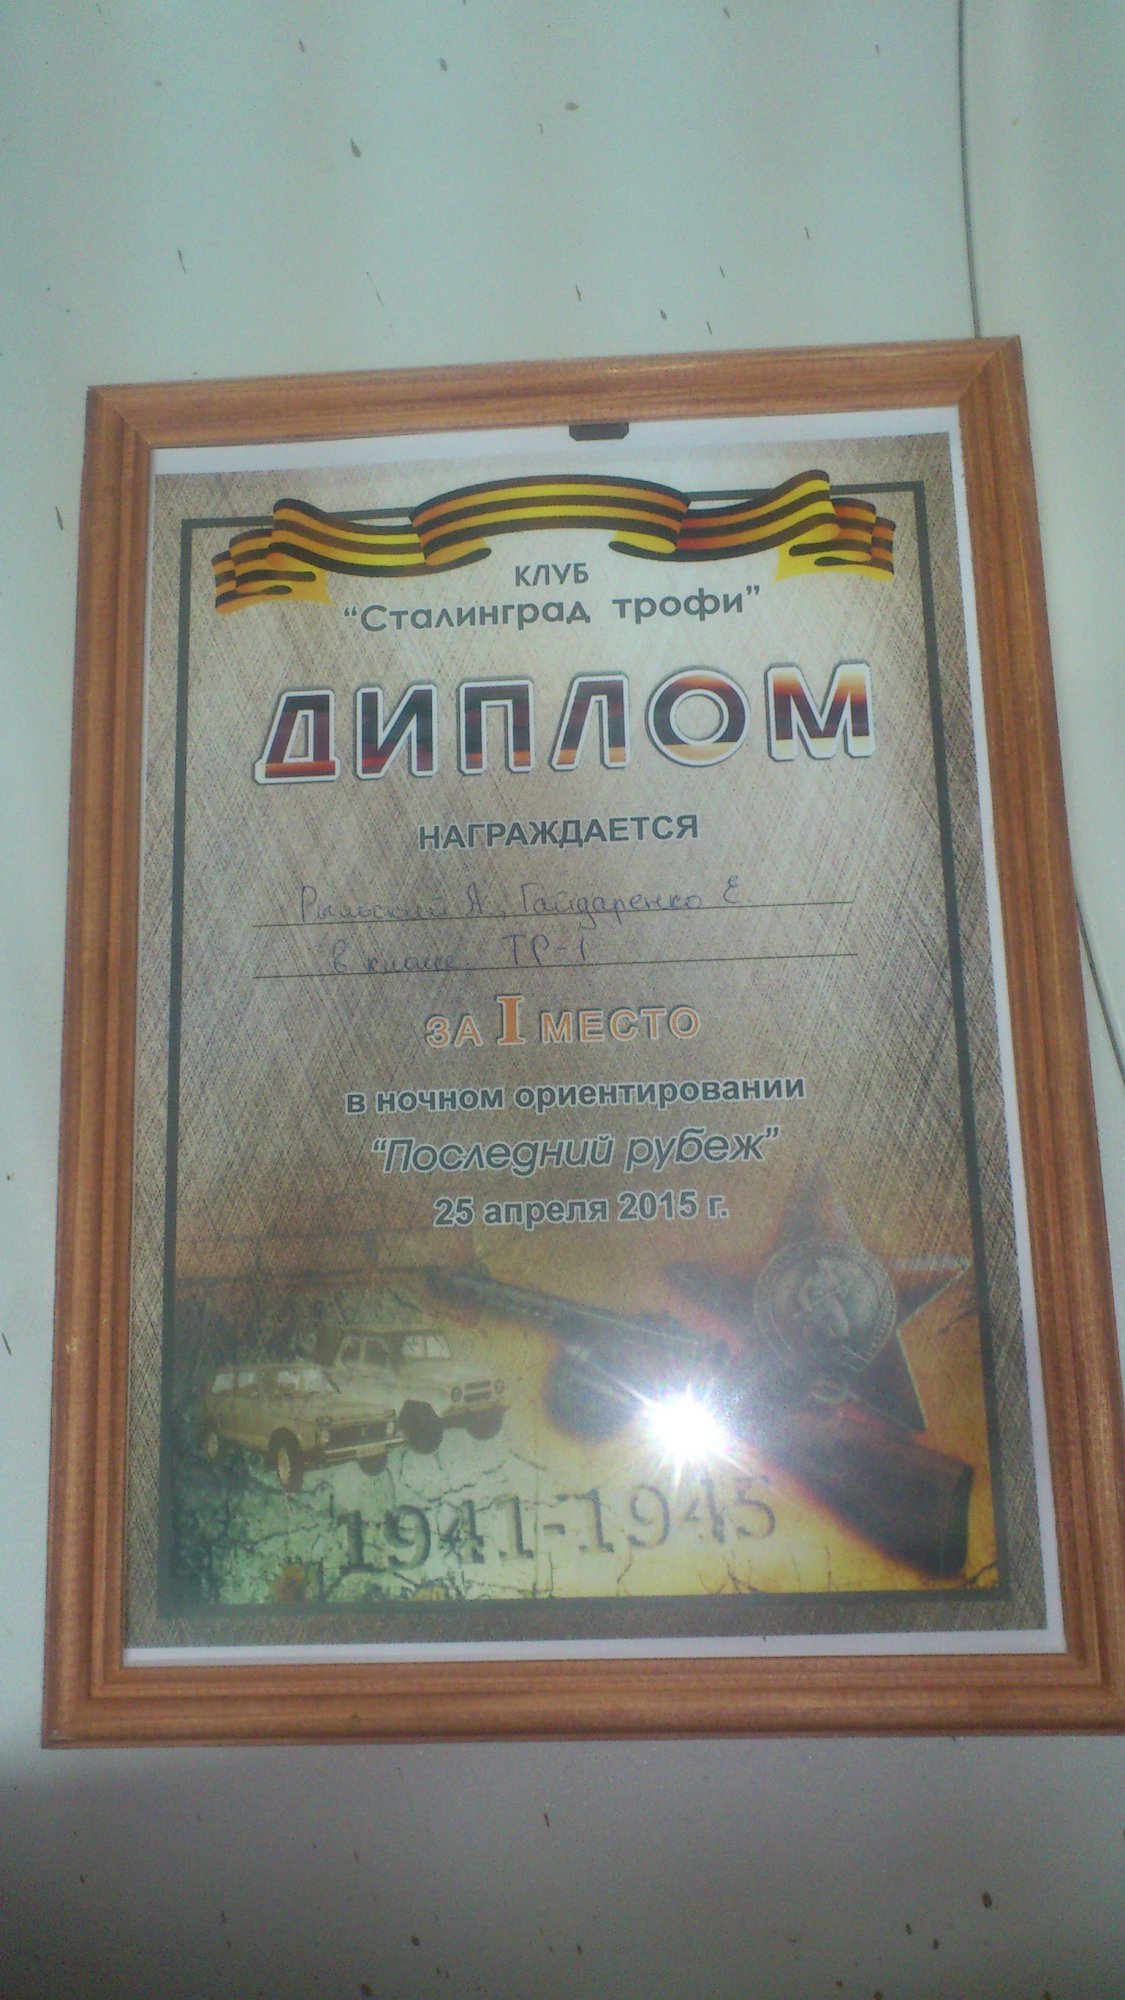 КЛУБ
“Сталинград трофи”
ДИПЛОМ
НАГРАЖДАЕТСЯ
Рыльский Я., Гайдаренко Е.
в классе ТР-1
ЗА I МЕСТО
в ночном ориентировании
“Последний рубеж”
25 апреля 2015 г.
1941-1945